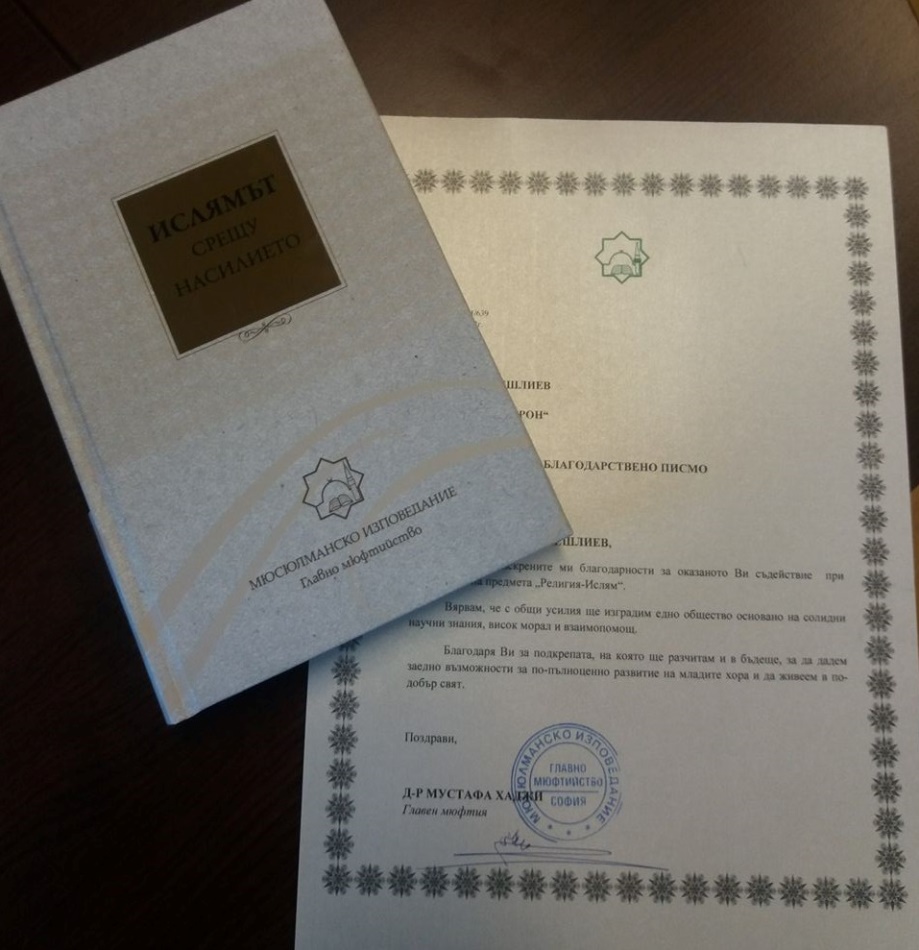 ИСЛЯМЪТ
СРЕЩУ
НАСИЛИЕТО
МЮСЮЛМАНСКО ИЗПОВЕДАНИЕ
Главно мюфтийство
ШЛИЕВ
РОН“
БЛАГОДАРСТВЕНО ПИСМО
ЕШЛИЕВ,
скрените ми благодарности за оказаното Ви съдействие при
а предмета „Религия-Ислям“.
Вярвам, че с общи усилия ще изградим едно общество основано на солидни
научни знания, висок морал и взаимопомощ.
Благодаря Ви за подкрепата, на която ще разчитам и в бъдеще, за да дадем
заедно възможности за по-пълноценно развитие на младите хора и да живеем в по-
добър свят.
Поздрави,
Д-Р МУСТАФА ХАДЖИ
Главен мюфтия
МЮСЮЛМАНСКО ИЗПОВЕДАНИЕ
ГЛАВНО
МЮФТИЙСТВО
СОФИЯ